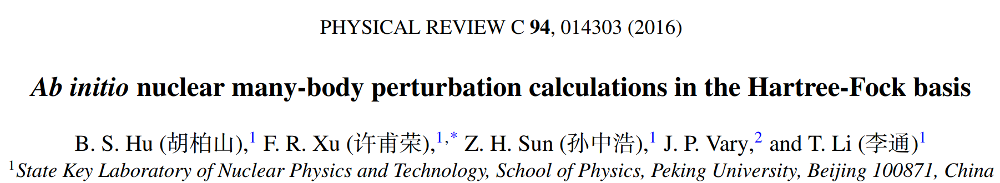 PHYSICAL REVIEW C 94, 014303 (2016)
Ab initio nuclear many-body perturbation calculations in the Hartree-Fock basis
B. S. Hu (胡柏山),1 F. R. Xu (许甫荣),1,* Z. H. Sun (孙中浩),1 J. P. Vary,2 and T. Li (李通)1
1State Key Laboratory of Nuclear Physics and Technology, School of Physics, Peking University, Beijing 100871, China